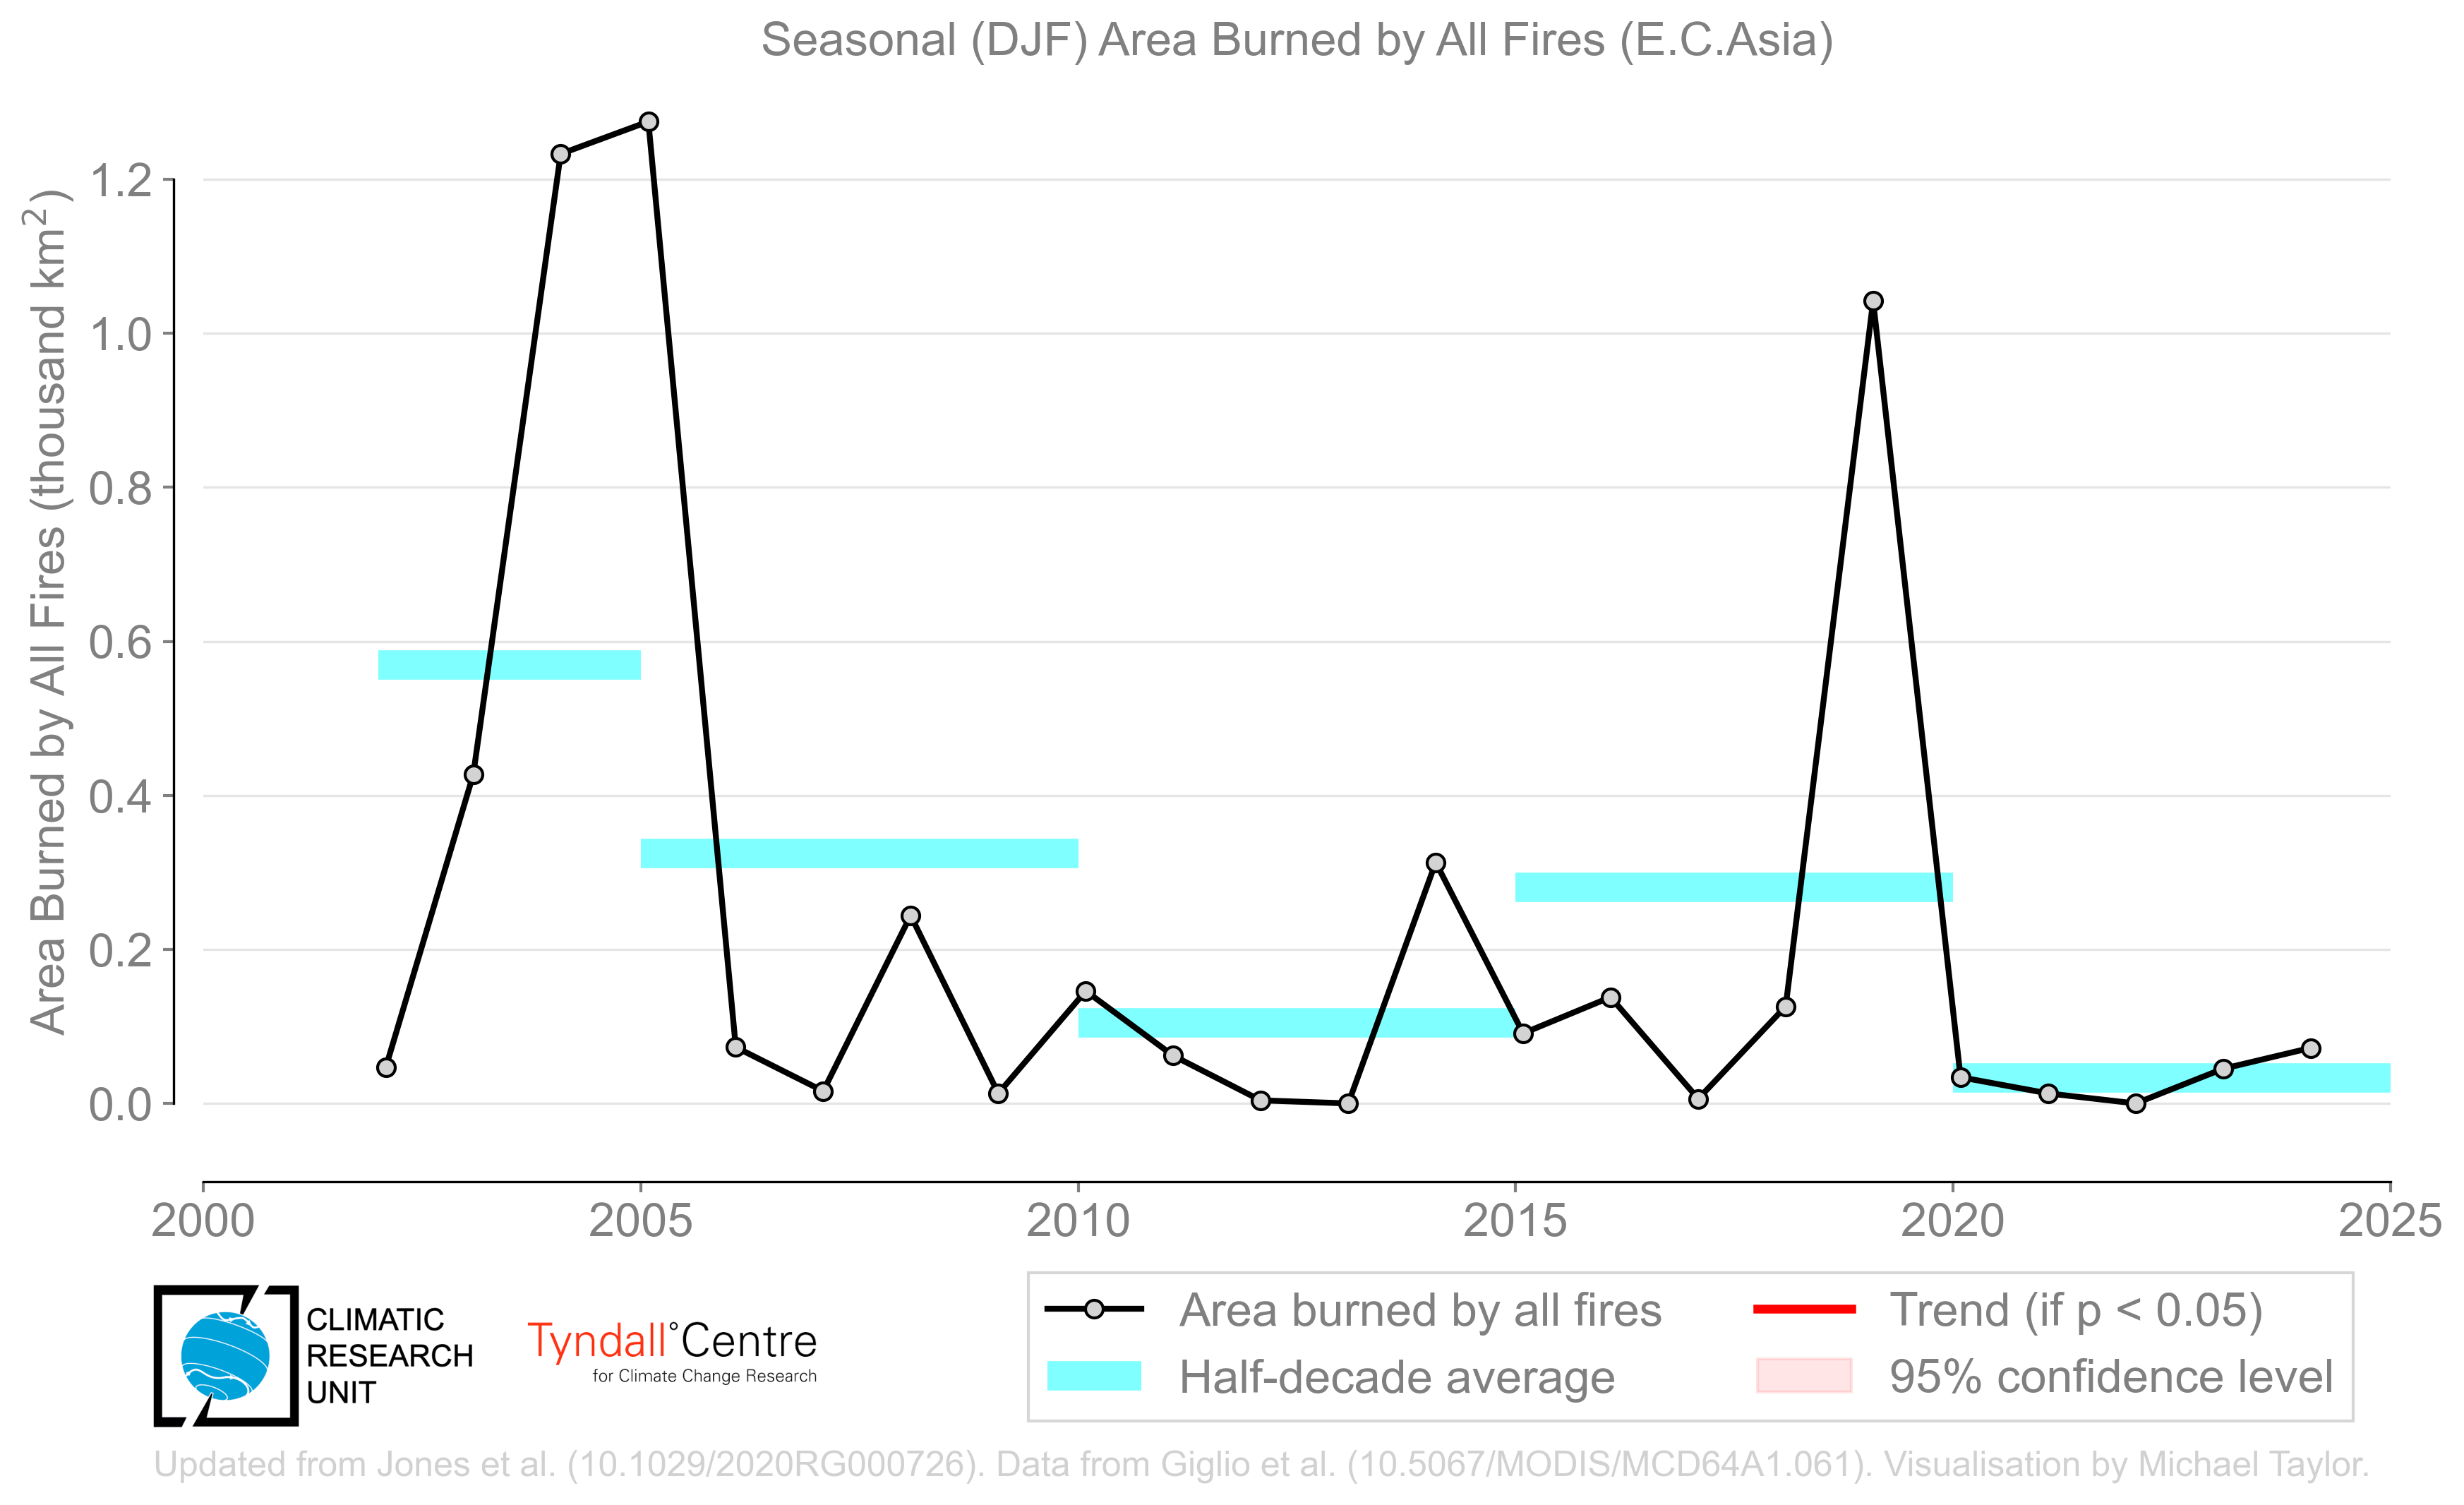 Seasonal (DJF) Area Burned by All Fires (E.C.Asia)
Area Burned by All Fires (thousand km²)
1.2
1.0
0.8
0.6
0.4
0.2
0.0
2000
2005
2010
2015
2020
2025
CLIMATIC
RESEARCH
UNIT
Tyndall°Centre
for Climate Change Research
Area burned by all fires
Half-decade average
Trend (if p < 0.05)
95% confidence level
Updated from Jones et al. (10.1029/2020RG000726). Data from Giglio et al. (10.5067/MODIS/MCD64A1.061). Visualisation by Michael Taylor.